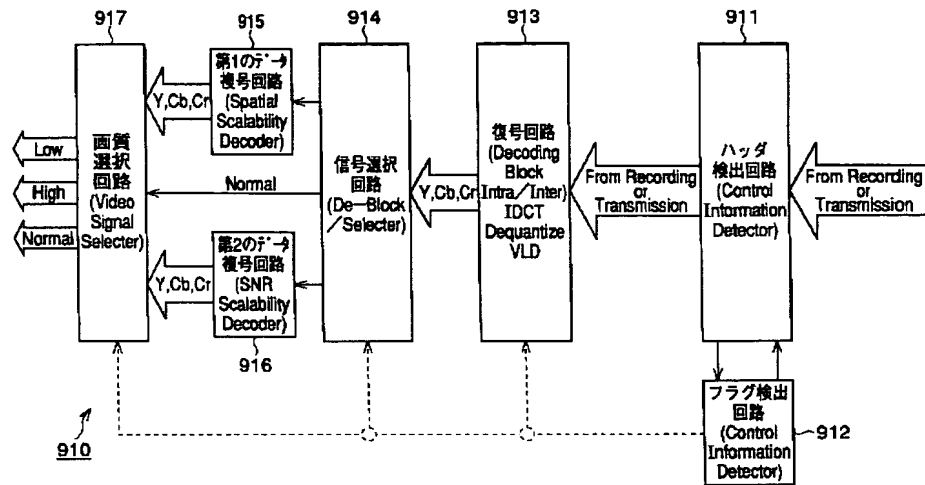 917
915
914
913
911
第1のデータ
復号回路
(Spatial
Scalability
Decoder)
Y,Cb,Cr
Low
High
Normal
画質
選択
回路
(Video
Signal
Selecter)
Normal
第2のデータ
復号回路
(SNR
Scalability
Decoder)
Y,Cb,Cr
916
信号選択
回路
(De-Block
/Selecter)
Y,Cb,Cr
復号回路
(Decoding
Block
Intra/Inter)
IDCT
Dequantize
VLD
From Recording
or
Transmission
ハッダ
検出回路
(Control
Information
Detector)
From Recording
or
Transmission
フラグ検出
回路
(Control
Information
Detector)
912
910